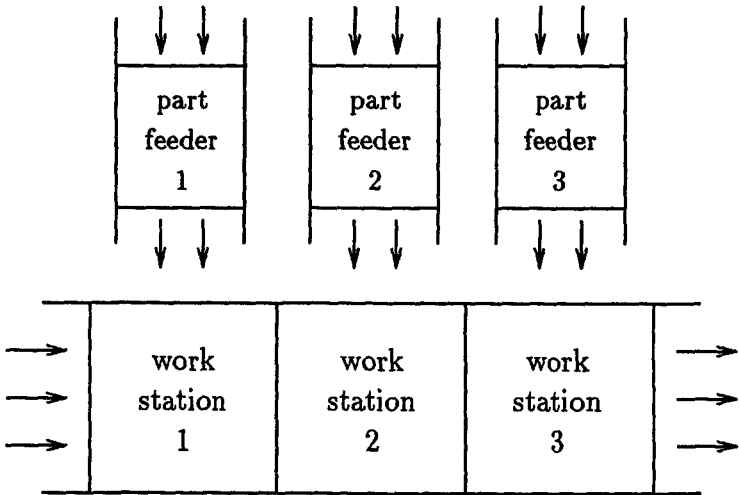 part
feeder
1
part
feeder
2
part
feeder
3
work
station
1
work
station
2
work
station
3